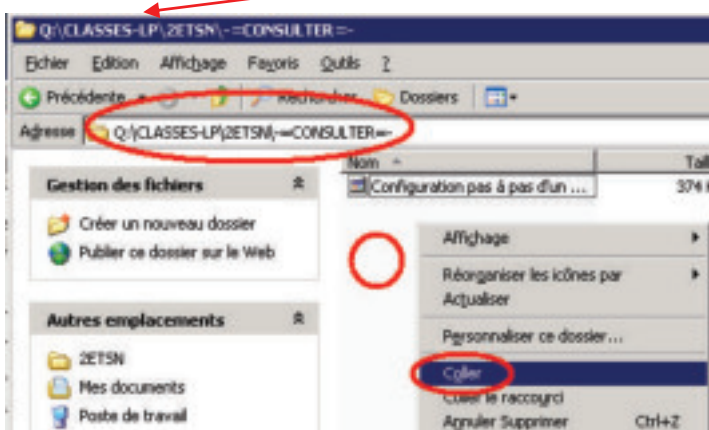 Q:\CLASSES-LP\2ETSN\-=CONSULTER=-
Fichier Edition Affichage Favoris Outils ?
Précédente Rechercher Dossiers
Adresse Q:\CLASSES-LP\2ETSN\-=CONSULTER=-
Nom Tail
Gestion des fichiers
Configuration pas à pas d'un ... 374 K
Créer un nouveau dossier
Publier ce dossier sur le Web
Affichage
Réorganiser les icônes par
Actualiser
Autres emplacements
Personnaliser ce dossier...
2ETSN
Coller
Mes documents
Coller le raccourci
Poste de travail
Annuler Supprimer Ctrl+Z